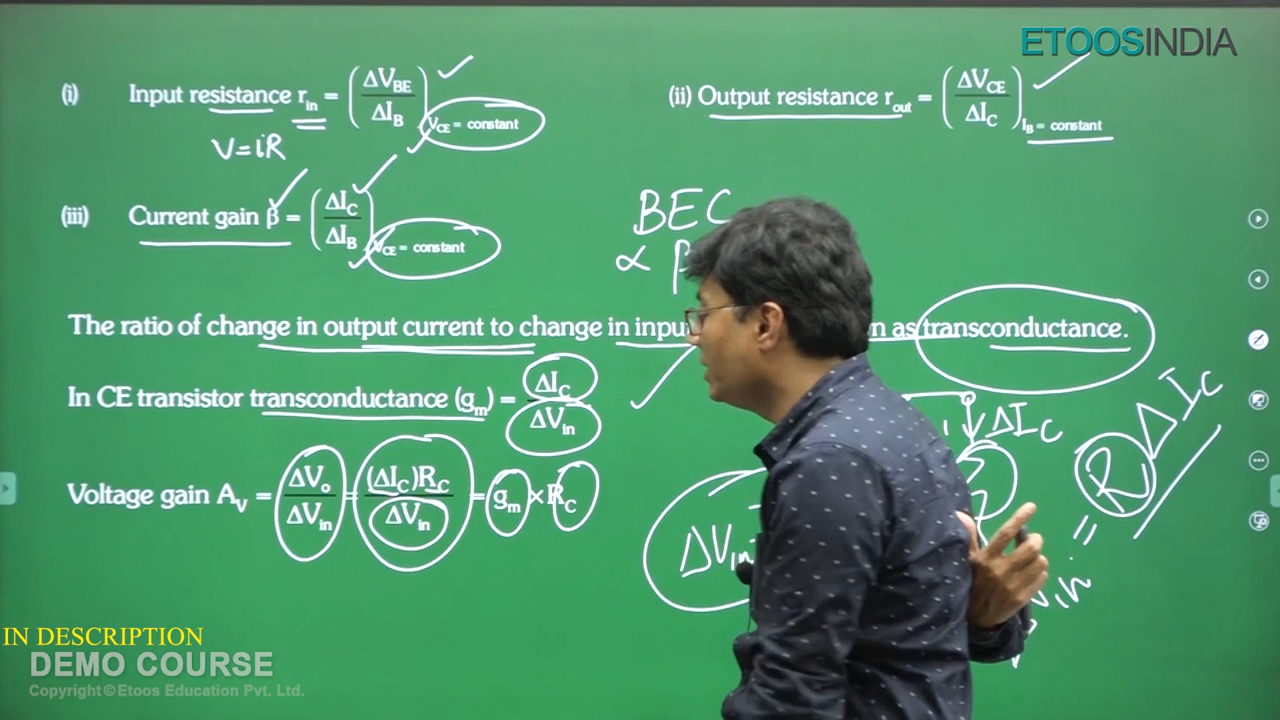 ETOOSINDIA
(i) Input resistance r_in = (ΔV_BE / ΔI_B) V_CE = constant
(ii) Output resistance r_out = (ΔV_CE / ΔI_C) I_B = constant
V = iR
(iii) Current gain β = (ΔI_C / ΔI_B) V_CE = constant
BEC
α β
The ratio of change in output current to change in as transconductance.
In CE transistor transconductance (g_m) = ΔI_C / ΔV_in
ΔI_C
R ΔI_C
Voltage gain A_V = ΔV_o / ΔV_in = (ΔI_C)R_C / ΔV_in = g_m × R_C
ΔV_in
=
IN DESCRIPTION
DEMO COURSE
Copyright © Etoos Education Pvt. Ltd.